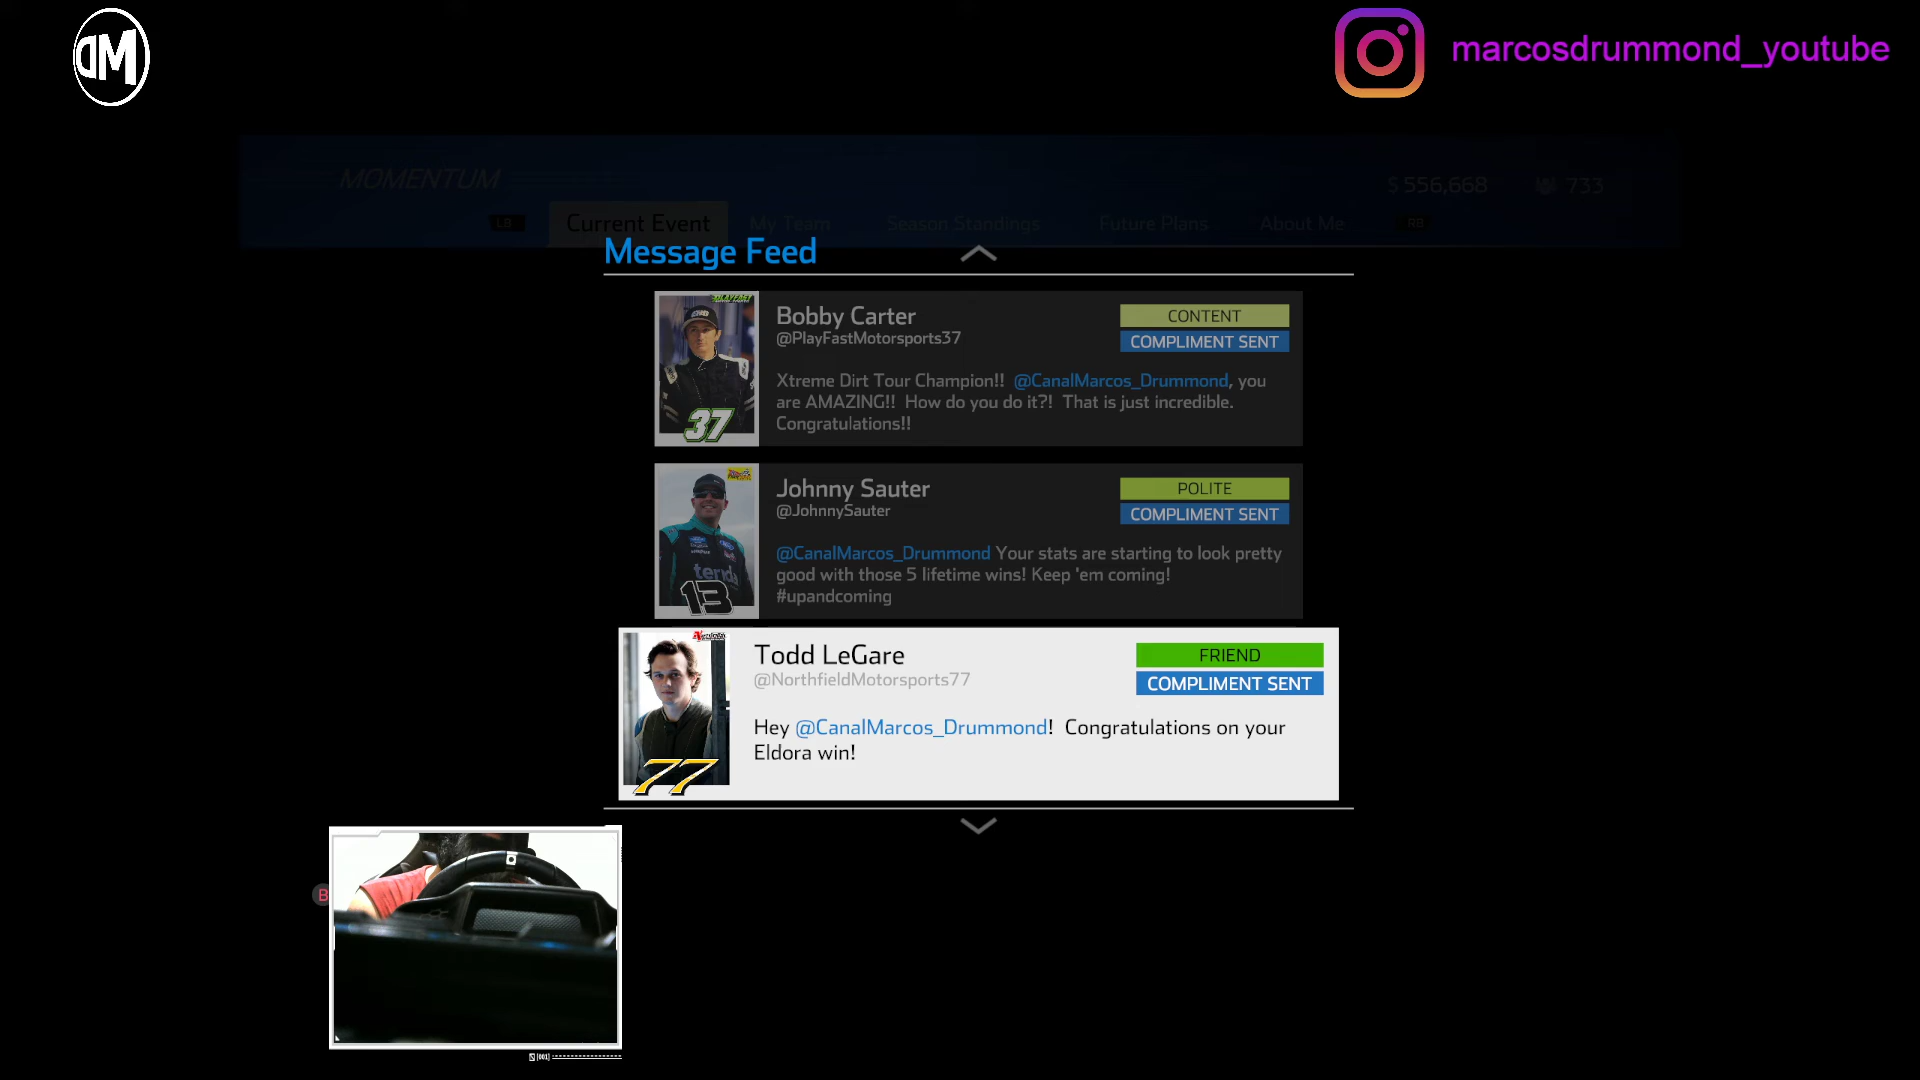 DM
marcosdrummond_youtube
MOMENTUM
$ 556,668
733
LB
Current Event
My Team
Season Standings
Future Plans
About Me
RB
Message Feed
Bobby Carter
@PlayFastMotorsports37
CONTENT
COMPLIMENT SENT
Xtreme Dirt Tour Champion!! @CanalMarcos_Drummond, you
are AMAZING!! How do you do it?! That is just incredible.
Congratulations!!
37
Johnny Sauter
@JohnnySauter
POLITE
COMPLIMENT SENT
@CanalMarcos_Drummond Your stats are starting to look pretty
good with those 5 lifetime wins! Keep 'em coming!
#upandcoming
13
Todd LeGare
@NorthfieldMotorsports77
FRIEND
COMPLIMENT SENT
Hey @CanalMarcos_Drummond! Congratulations on your
Eldora win!
77
B
[001]